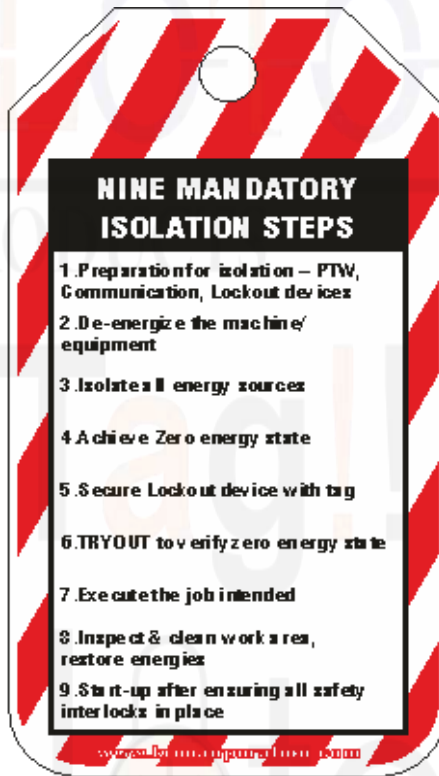 NINE MANDATORY
ISOLATION STEPS
1.Preparation for isolation – PTW,
Communication, Lockout devices
2.De-energize the machine/
equipment
3.Isolate all energy sources
4.Achieve Zero energy state
5.Secure Lockout device with tag
6.TRYOUT to verify zero energy state
7.Execute the job intended
8.Inspect & clean work area,
restore energies
9.Start-up after ensuring all safety
interlocks in place